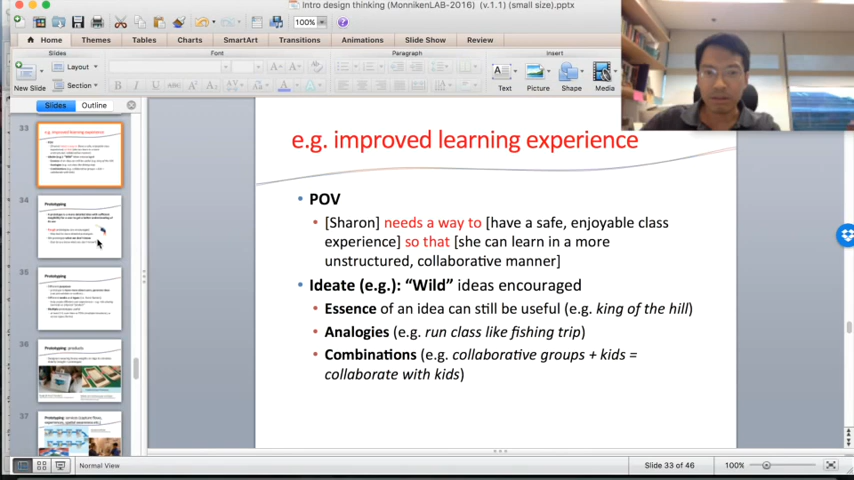 Intro design thinking (MonnikenLAB-2016) (v.1.1) (small size).pptx
100%
Home Themes Tables Charts SmartArt Transitions Animations Slide Show Review
Slides Font Paragraph Insert
New Slide Layout Section Text Picture Shape Media
Slides Outline
33
e.g. improved learning experience
34
Prototyping
35
Prototyping
36
Prototyping: products
37
e.g. improved learning experience
POV
[Sharon] needs a way to [have a safe, enjoyable class
experience] so that [she can learn in a more
unstructured, collaborative manner]
Ideate (e.g.): “Wild” ideas encouraged
Essence of an idea can still be useful (e.g. king of the hill)
Analogies (e.g. run class like fishing trip)
Combinations (e.g. collaborative groups + kids =
collaborate with kids)
Normal View Slide 33 of 46 100%